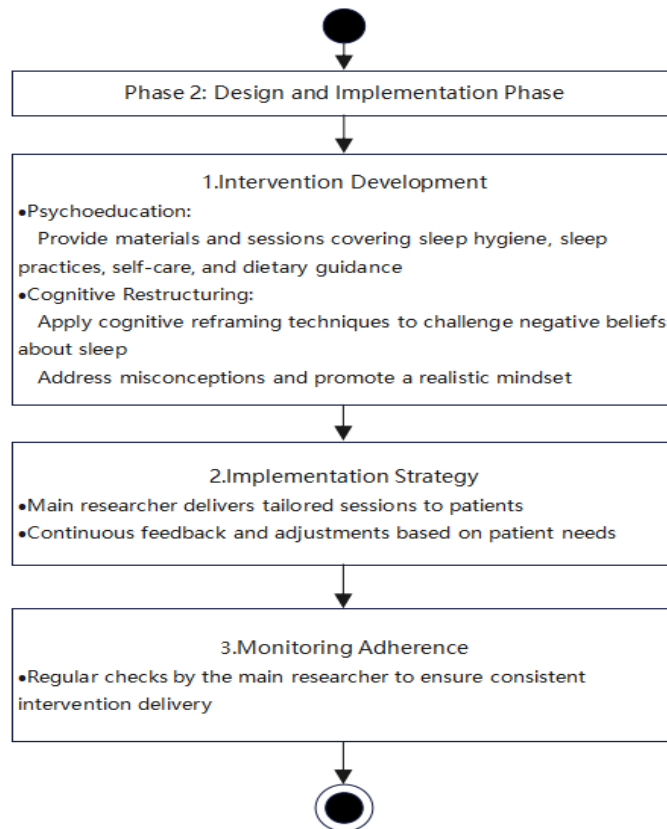 Phase 2: Design and Implementation Phase
1.Intervention Development
•Psychoeducation:
Provide materials and sessions covering sleep hygiene, sleep
practices, self-care, and dietary guidance
•Cognitive Restructuring:
Apply cognitive reframing techniques to challenge negative beliefs
about sleep
Address misconceptions and promote a realistic mindset
2.Implementation Strategy
•Main researcher delivers tailored sessions to patients
•Continuous feedback and adjustments based on patient needs
3.Monitoring Adherence
•Regular checks by the main researcher to ensure consistent
intervention delivery